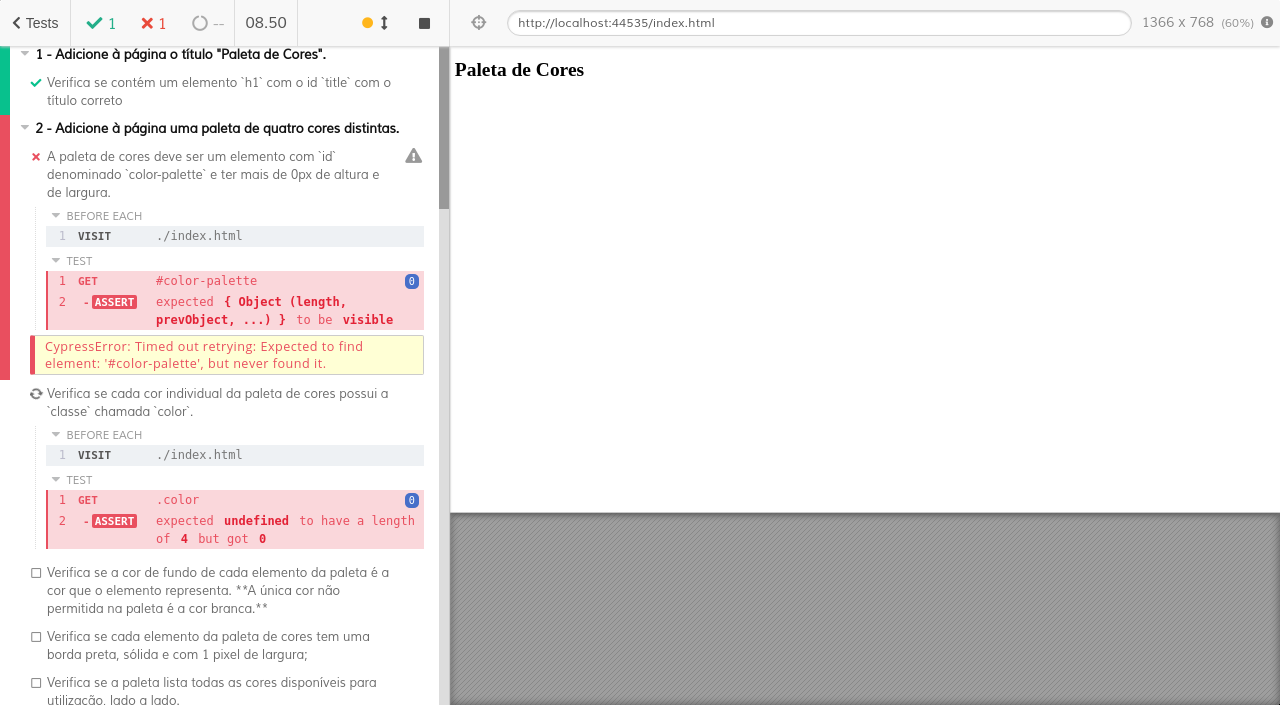 Tests 1 1 -- 08.50
http://localhost:44535/index.html 1366 x 768 (60%)
1 - Adicione à página o título "Paleta de Cores".
Verifica se contém um elemento `h1` com o id `title` com o
título correto
2 - Adicione à página uma paleta de quatro cores distintas.
A paleta de cores deve ser um elemento com `id`
denominado `color-palette` e ter mais de 0px de altura e
de largura.
BEFORE EACH
1 VISIT ./index.html
TEST
1 GET #color-palette 0
2 -ASSERT expected { Object (length,
prevObject, ...) } to be visible
CypressError: Timed out retrying: Expected to find
element: '#color-palette', but never found it.
Verifica se cada cor individual da paleta de cores possui a
`classe` chamada `color`.
BEFORE EACH
1 VISIT ./index.html
TEST
1 GET .color 0
2 -ASSERT expected undefined to have a length
of 4 but got 0
Verifica se a cor de fundo de cada elemento da paleta é a
cor que o elemento representa. **A única cor não
permitida na paleta é a cor branca.**
Verifica se cada elemento da paleta de cores tem uma
borda preta, sólida e com 1 pixel de largura;
Verifica se a paleta lista todas as cores disponíveis para
utilização, lado a lado.
Paleta de Cores